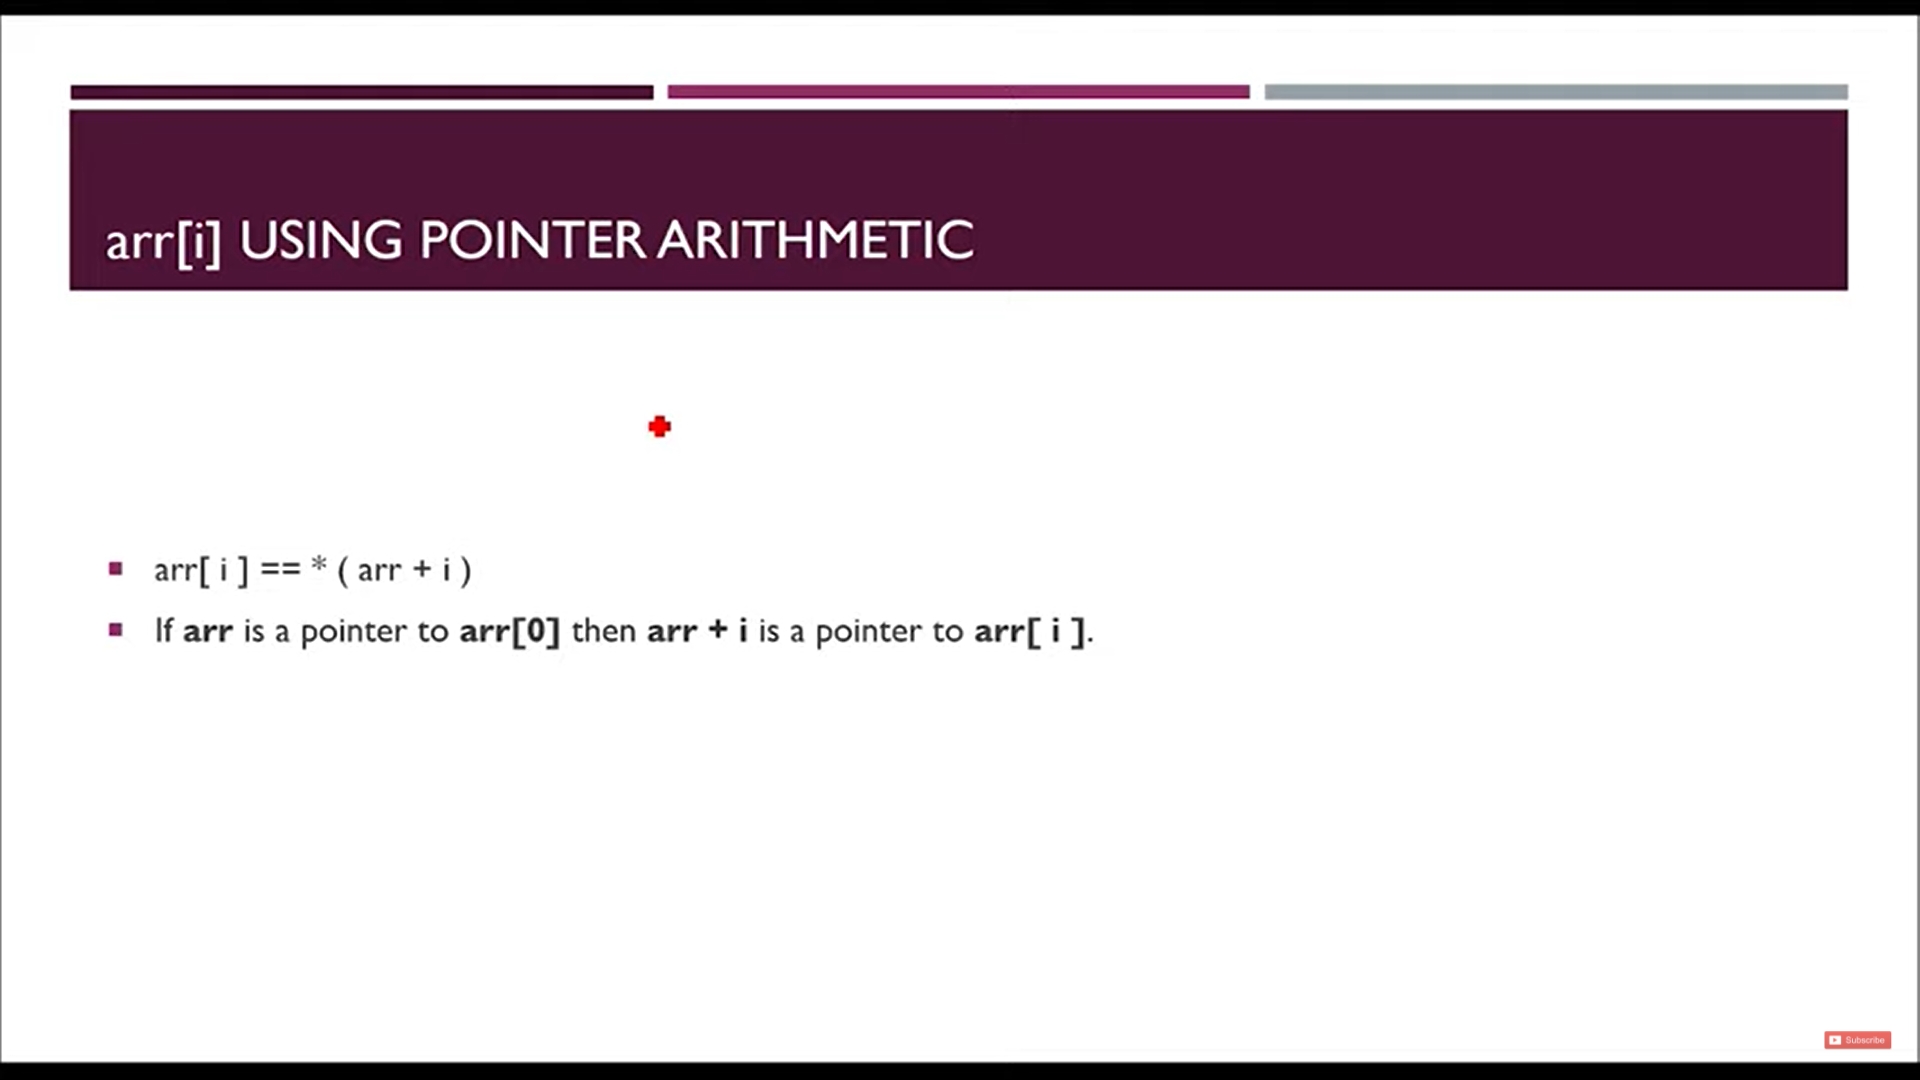 arr[i] USING POINTER ARITHMETIC
arr[ i ] == * ( arr + i )
If arr is a pointer to arr[0] then arr + i is a pointer to arr[ i ].
Subscribe